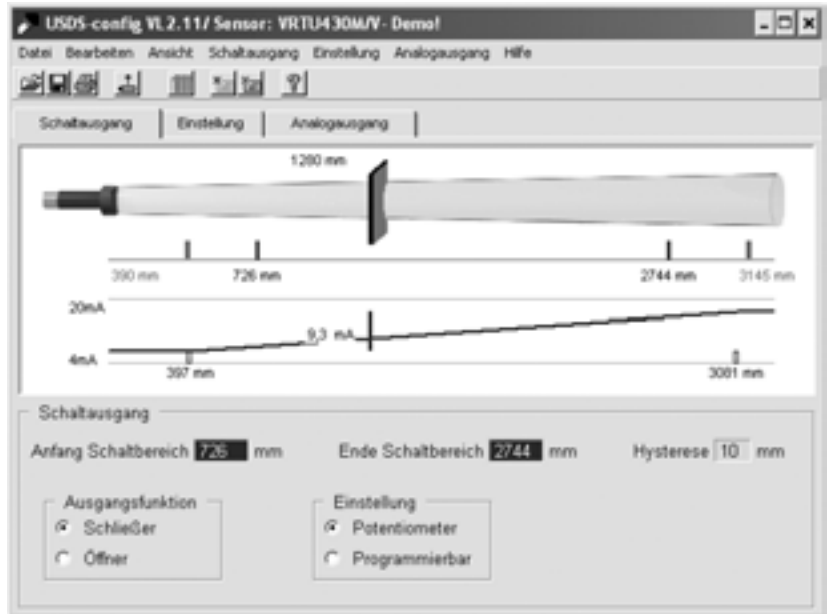 USDS-config VL2.11/ Sensor: VRTU430M/V- Demo!
Datei Bearbeiten Ansicht Schaltausgang Einstellung Analogausgang Hilfe
Schaltausgang Einstellung Analogausgang
1280 mm
390 mm 726 mm 2744 mm 3145 mm
20mA
9,3 mA
4mA
397 mm 3081 mm
Schaltausgang
Anfang Schaltbereich 726 mm Ende Schaltbereich 2744 mm Hysterese 10 mm
Ausgangsfunktion Einstellung
Schließer Potentiometer
Öffner Programmierbar